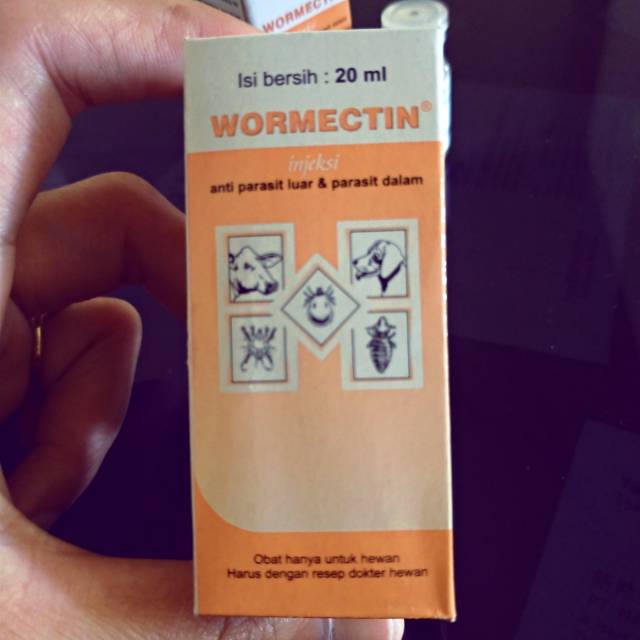 WORMECTIN
Isi bersih : 20 ml
WORMECTIN®
injeksi
anti parasit luar & parasit dalam
Obat hanya untuk hewan
Harus dengan resep dokter hewan